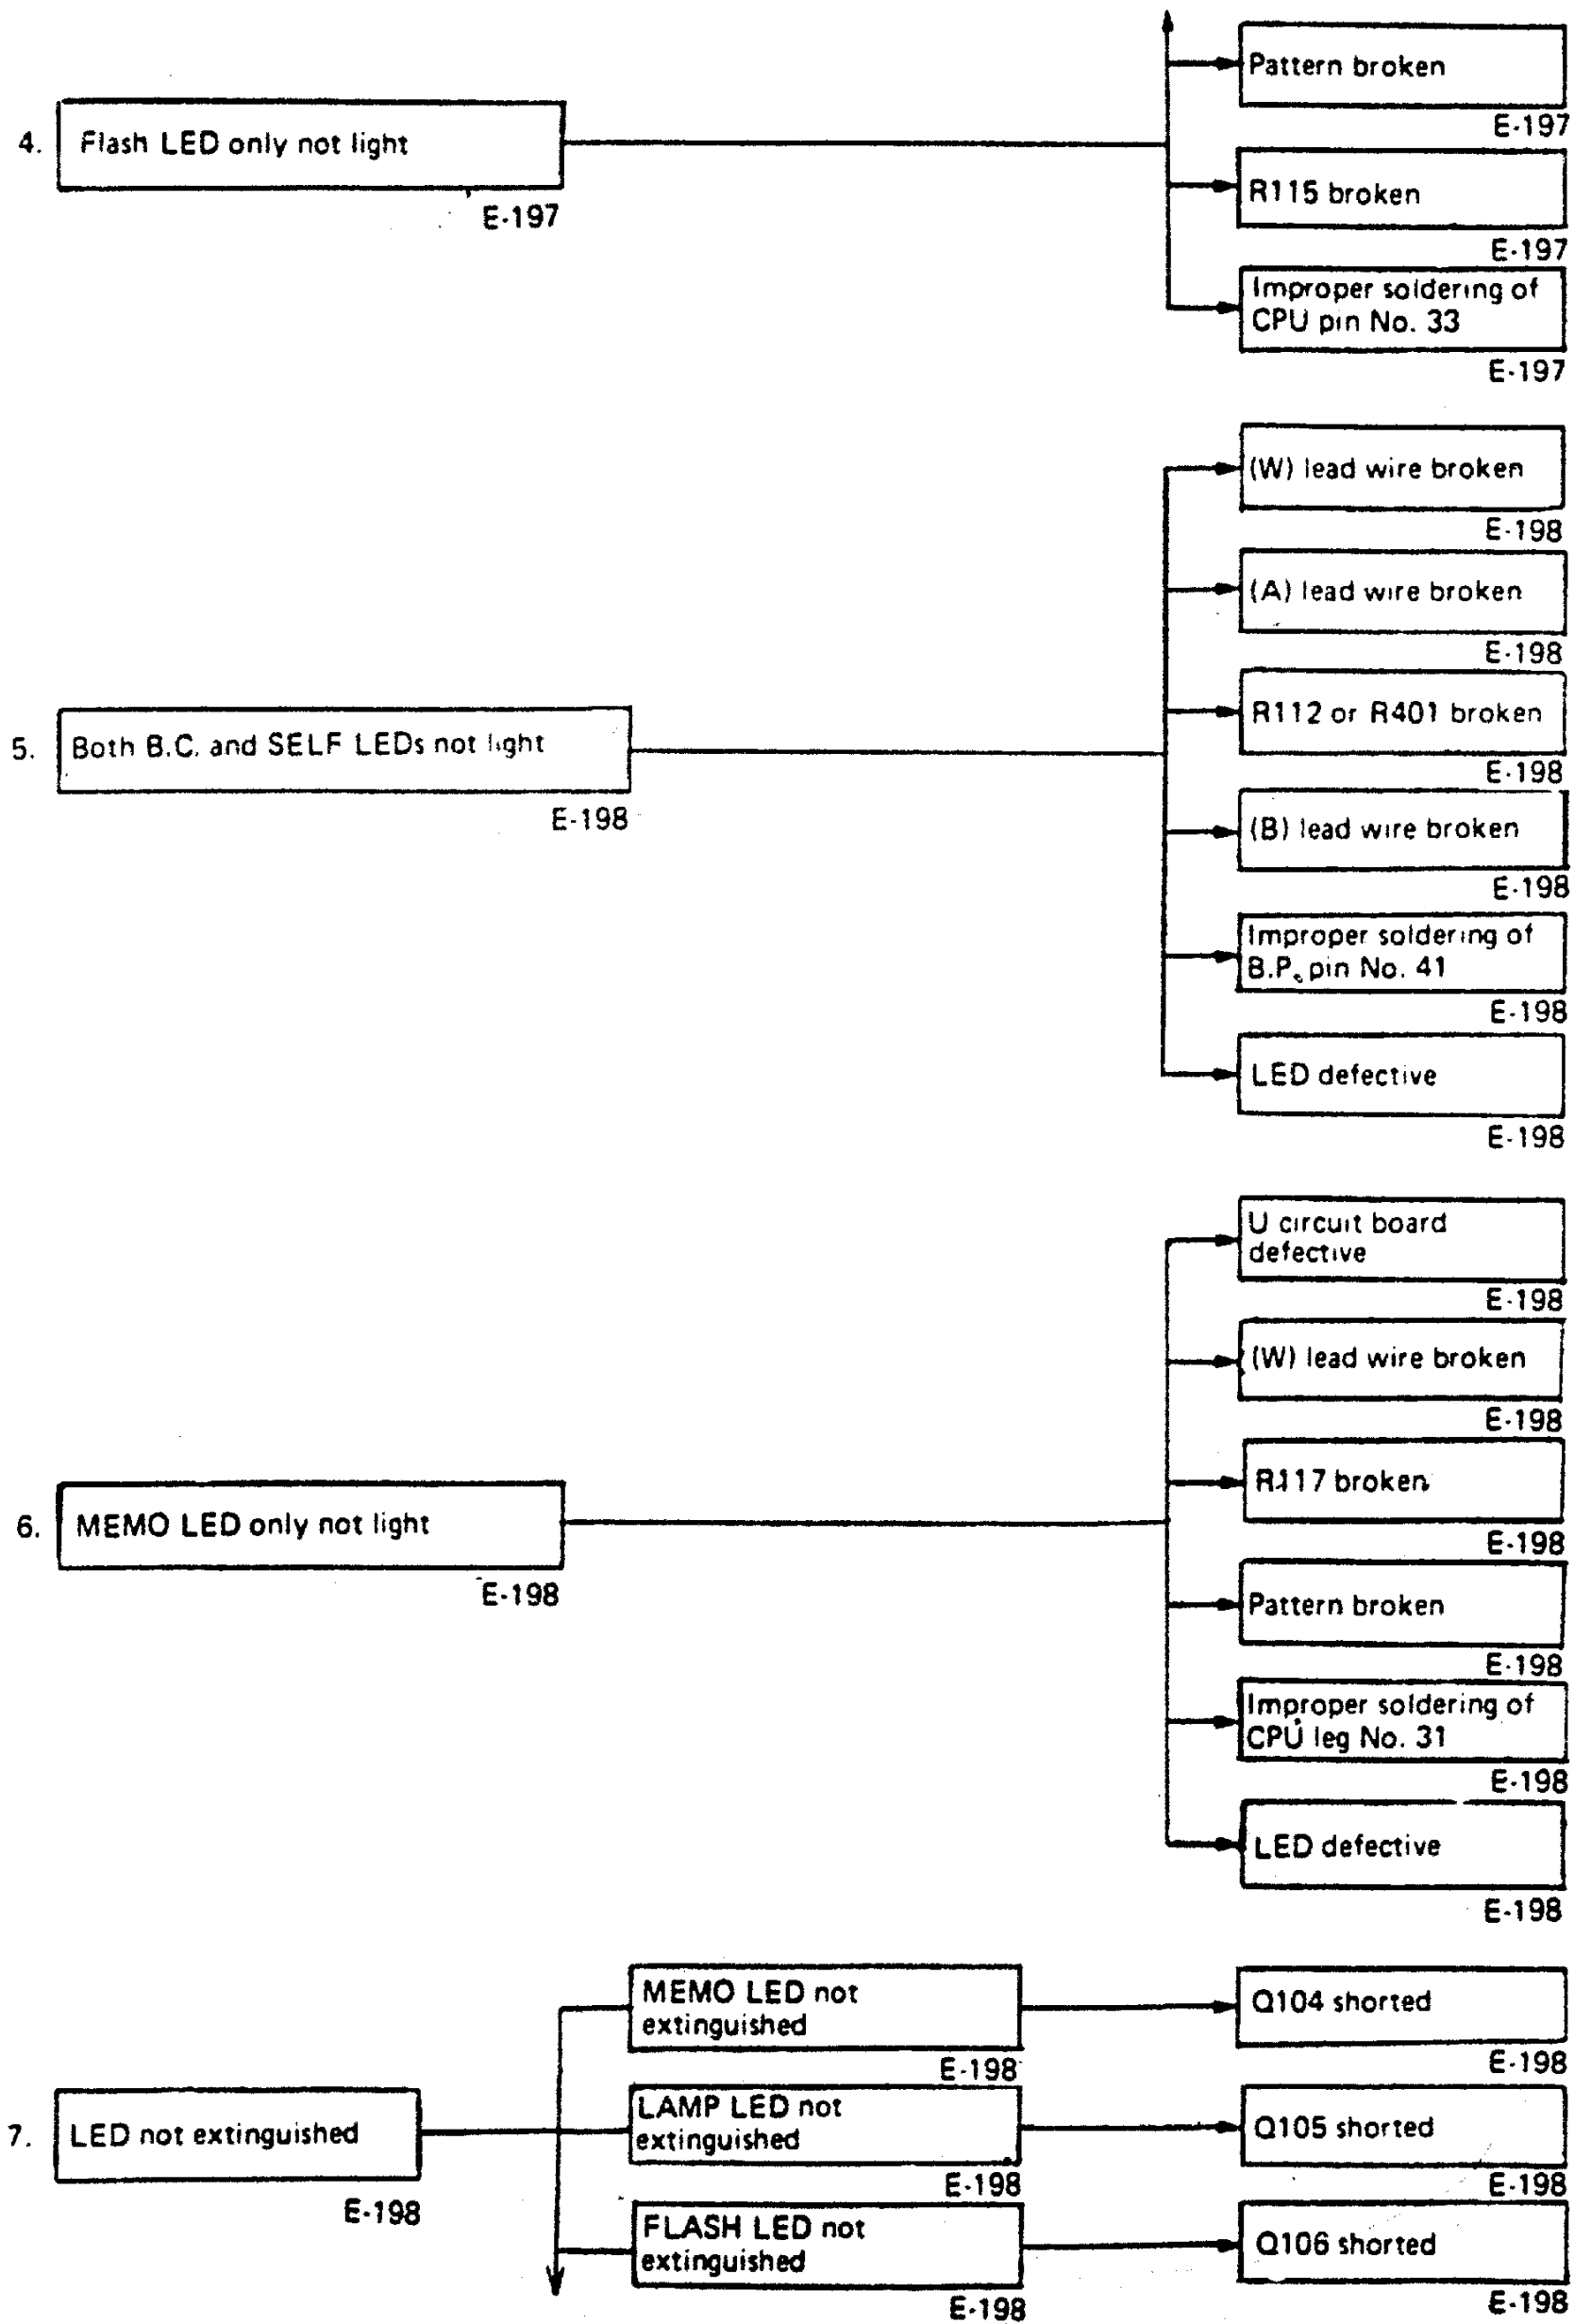 Pattern broken
E-197
4. Flash LED only not light
E-197
R115 broken
E-197
Improper soldering of
CPU pin No. 33
E-197
(W) lead wire broken
E-198
(A) lead wire broken
E-198
R112 or R401 broken
E-198
5. Both B.C. and SELF LEDs not light
E-198
(B) lead wire broken
E-198
Improper soldering of
B.P. pin No. 41
E-198
LED defective
E-198
U circuit board
defective
E-198
(W) lead wire broken
E-198
R117 broken
E-198
6. MEMO LED only not light
E-198
Pattern broken
E-198
Improper soldering of
CPU leg No. 31
E-198
LED defective
E-198
7. LED not extinguished
E-198
MEMO LED not
extinguished
E-198
Q104 shorted
E-198
LAMP LED not
extinguished
E-198
Q105 shorted
E-198
FLASH LED not
extinguished
E-198
Q106 shorted
E-198